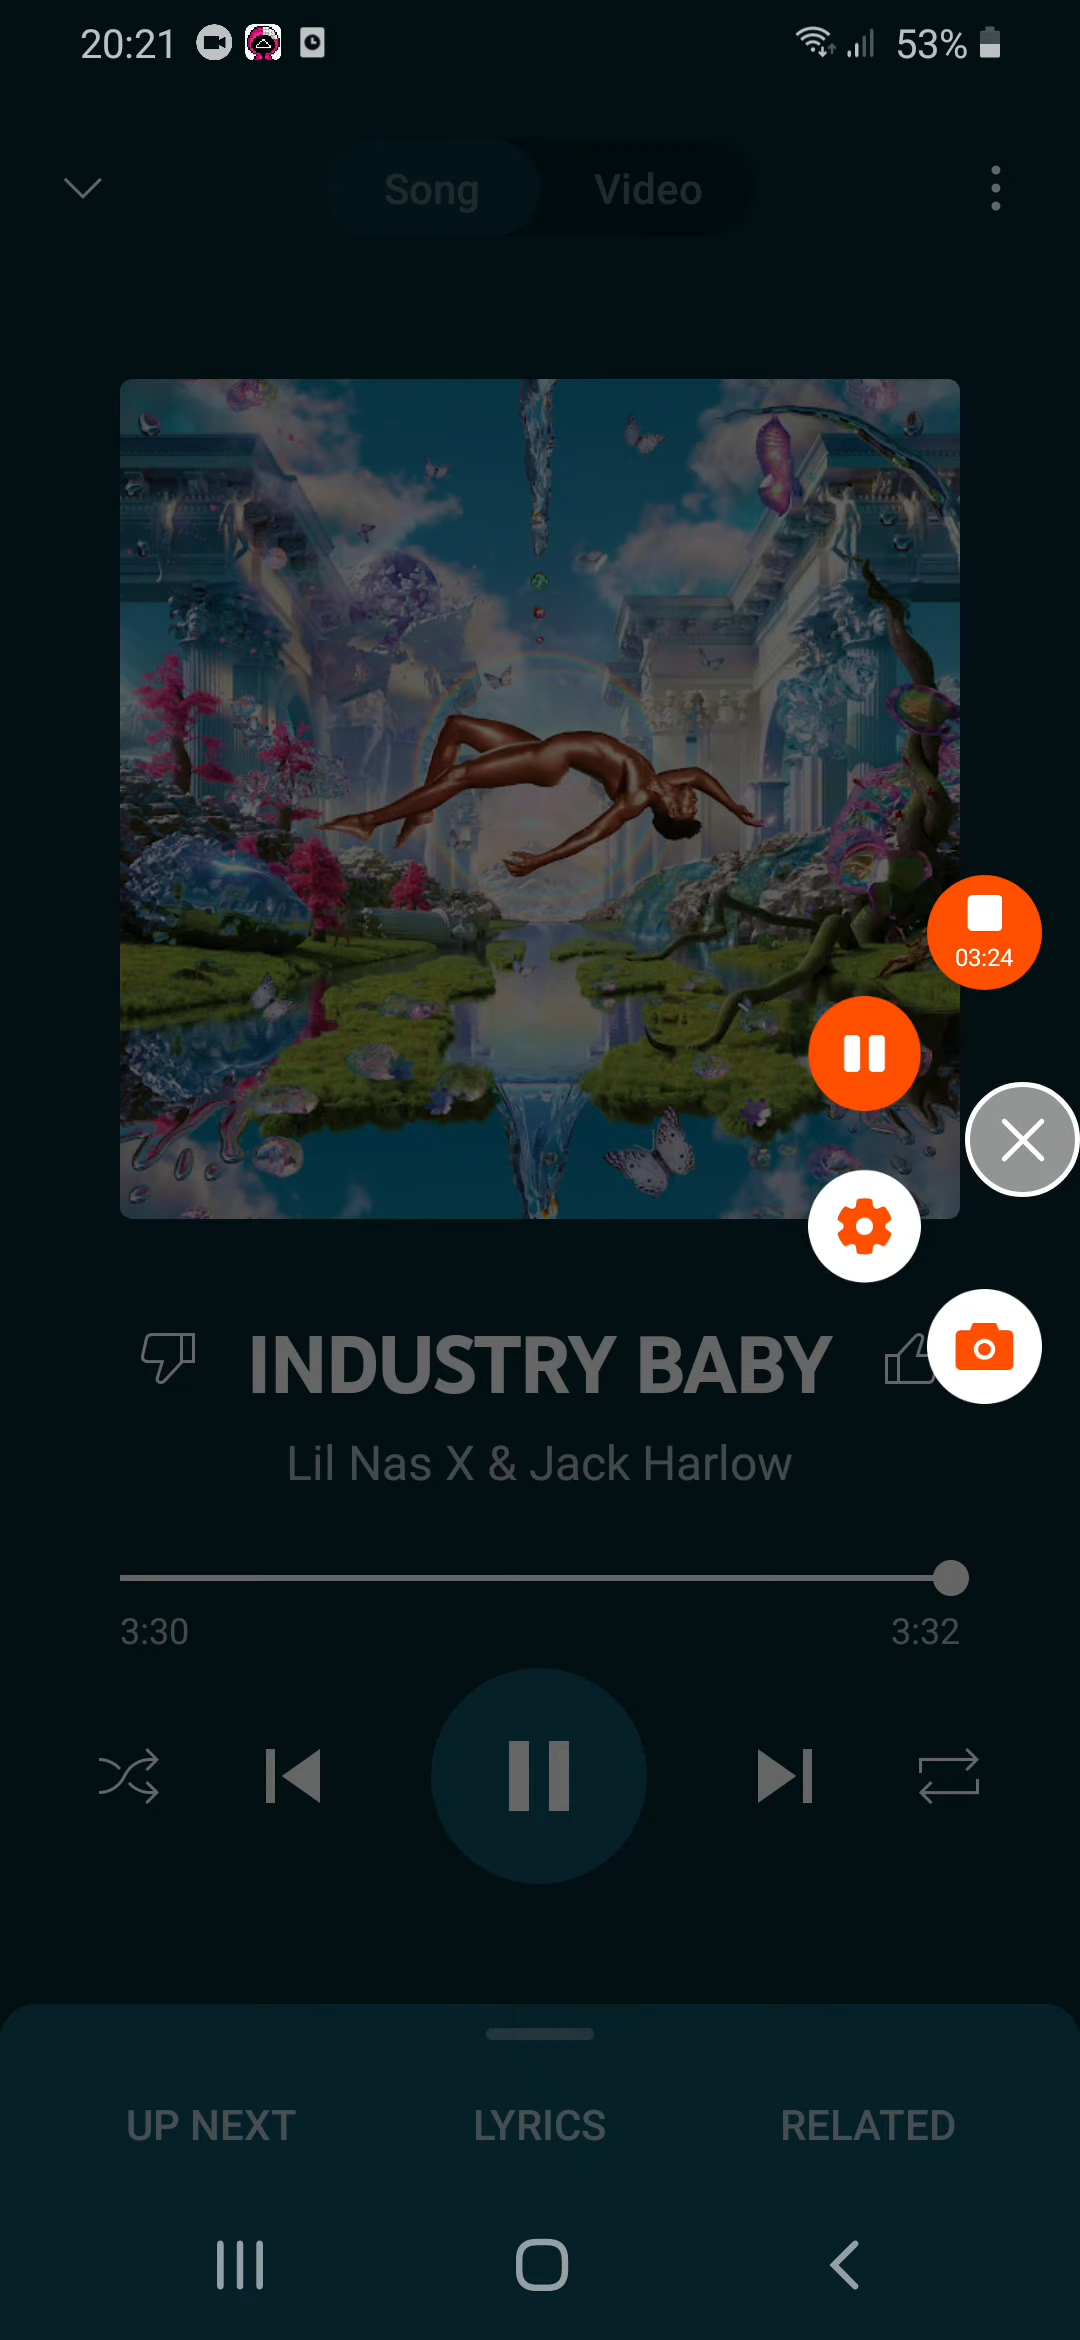 20:21
53%
Song Video
03:24
INDUSTRY BABY
Lil Nas X & Jack Harlow
3:30 3:32
UP NEXT LYRICS RELATED